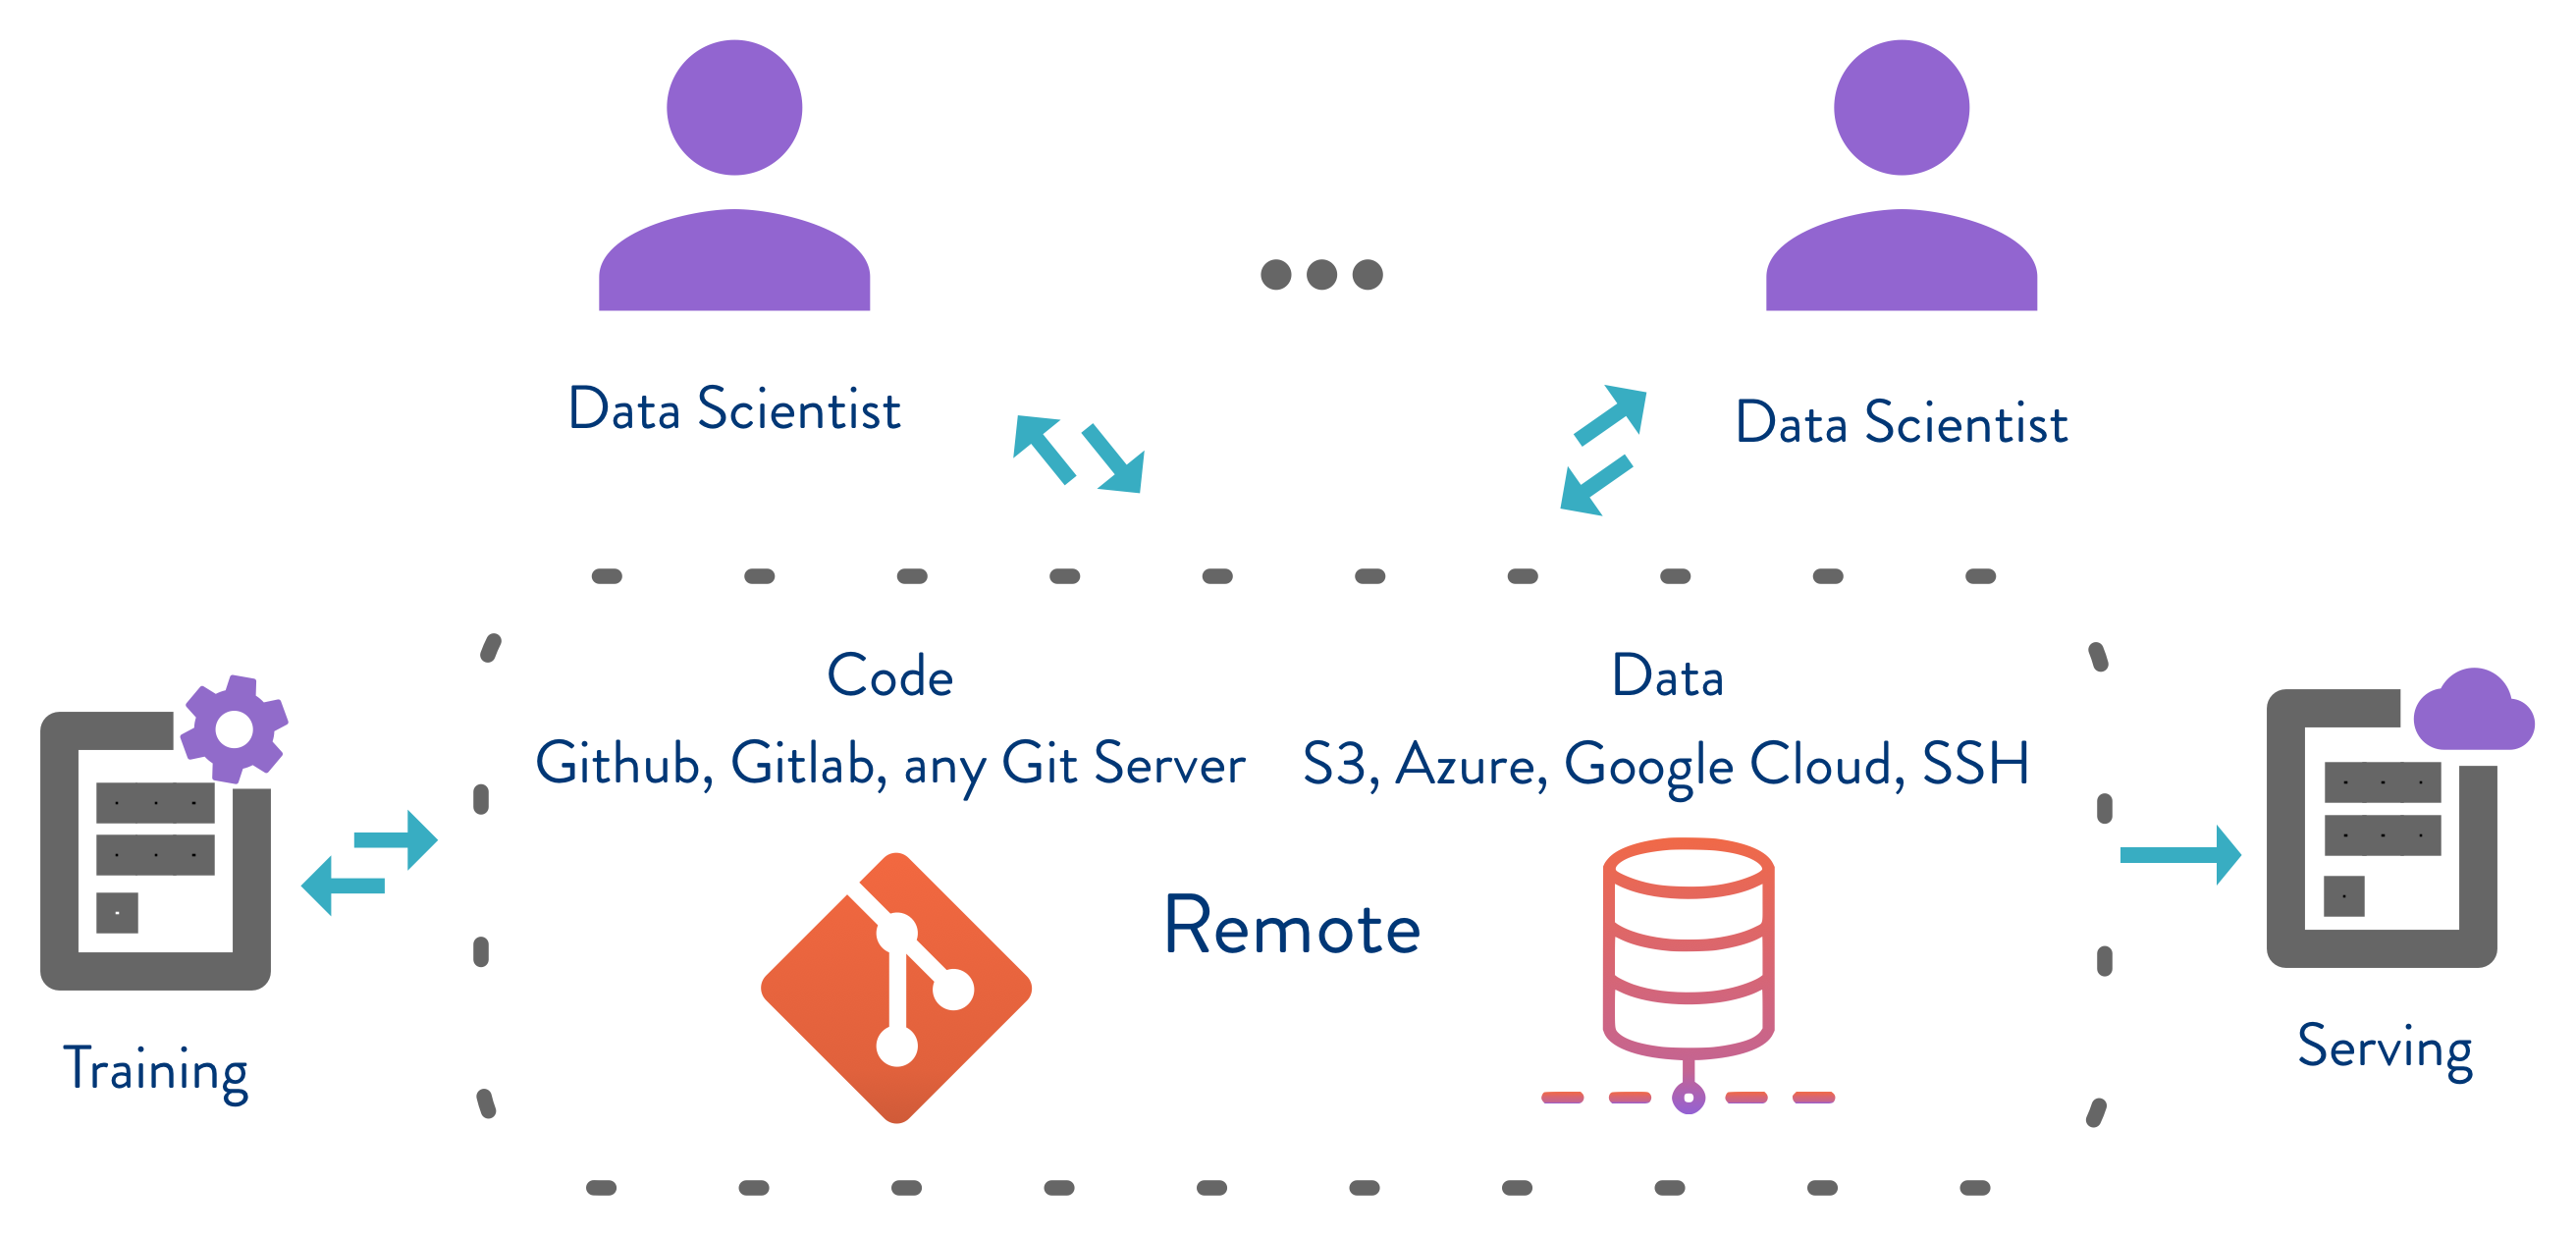 Data Scientist
Data Scientist
Code
Data
Github, Gitlab, any Git Server
S3, Azure, Google Cloud, SSH
Remote
Training
Serving